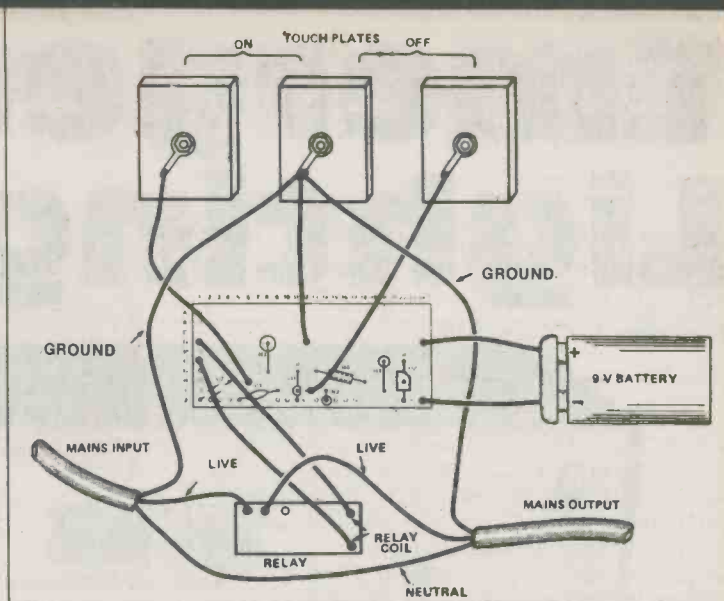 TOUCH PLATES
ON
OFF
GROUND
GROUND
+
9 V BATTERY
–
MAINS INPUT
LIVE
LIVE
MAINS OUTPUT
RELAY
COIL
RELAY
NEUTRAL